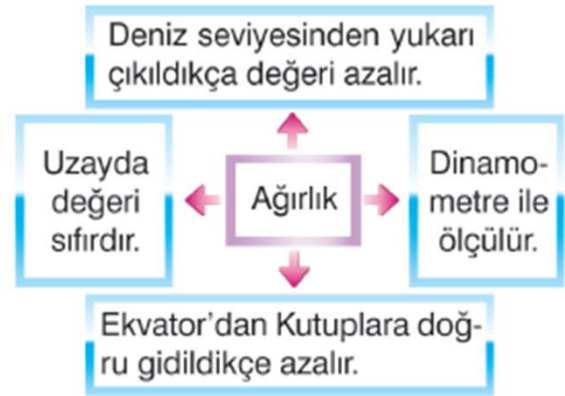 Deniz seviyesinden yukarı
çıkıldıkça değeri azalır.
Uzayda
değeri
sıfırdır.
Ağırlık
Dinamo-
metre ile
ölçülür.
Ekvator'dan Kutuplara doğ-
ru gidildikçe azalır.